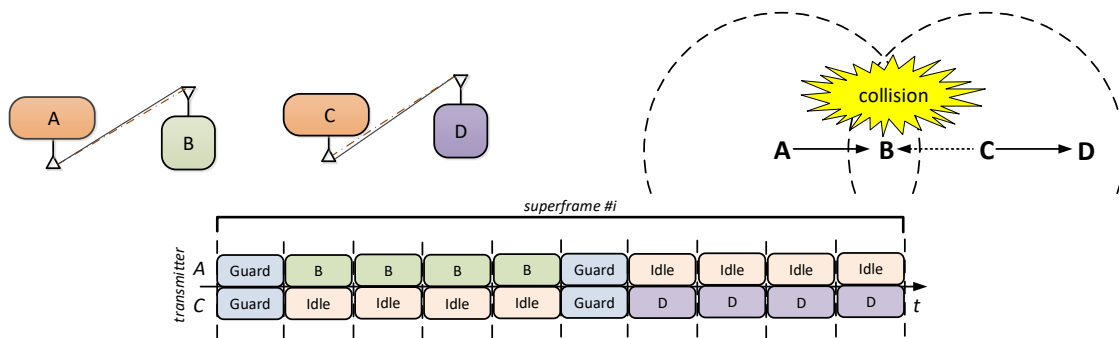 A
B
C
D
collision
A B C D
superframe #i
transmitter
A Guard B B B B Guard Idle Idle Idle Idle
C Guard Idle Idle Idle Idle Guard D D D D t